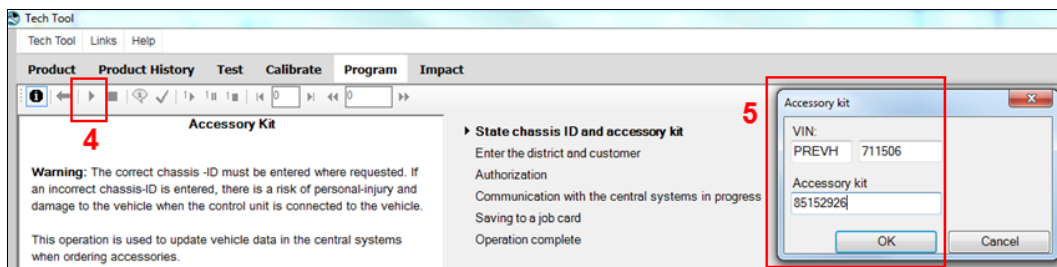 Tech Tool
Tech Tool Links Help
Product Product History Test Calibrate Program Impact
0 0
4
Accessory Kit
Warning: The correct chassis -ID must be entered where requested. If
an incorrect chassis-ID is entered, there is a risk of personal-injury and
damage to the vehicle when the control unit is connected to the vehicle.
This operation is used to update vehicle data in the central systems
when ordering accessories.
State chassis ID and accessory kit
Enter the district and customer
Authorization
Communication with the central systems in progress
Saving to a job card
Operation complete
5
Accessory kit
VIN:
PREVH 711506
Accessory kit
85152926
OK Cancel